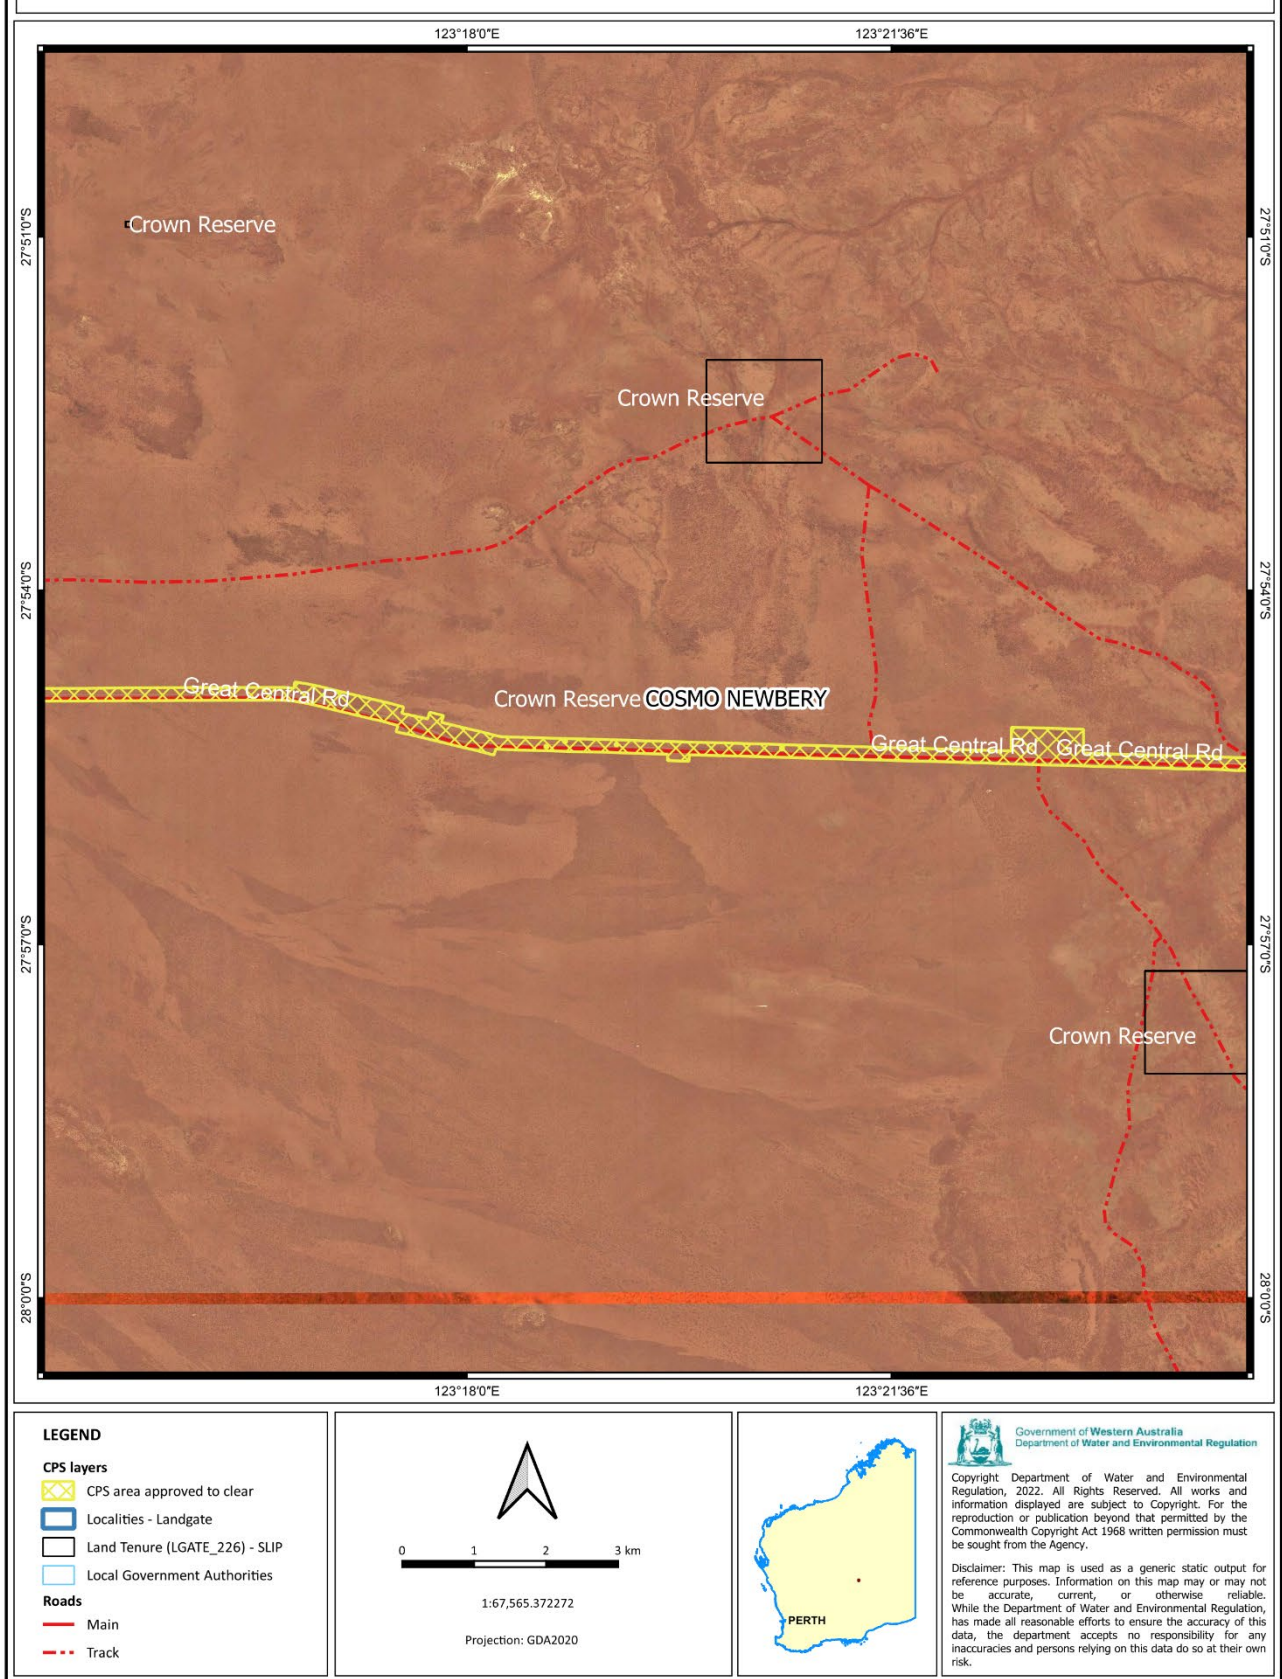 123°18'0"E
123°21'36"E
27°51'0"S
27°51'0"S
Crown Reserve
Crown Reserve
27°54'0"S
27°54'0"S
Great Central Rd
Crown Reserve
COSMO NEWBERY
Great Central Rd
Great Central Rd
27°57'0"S
27°57'0"S
Crown Reserve
28°0'0"S
28°0'0"S
123°18'0"E
123°21'36"E
LEGEND
CPS layers
CPS area approved to clear
Localities - Landgate
Land Tenure (LGATE_226) - SLIP
Local Government Authorities
Roads
Main
Track
0 1 2 3 km
1:67,565.372272
Projection: GDA2020
PERTH
Government of Western Australia
Department of Water and Environmental Regulation
Copyright Department of Water and Environmental
Regulation, 2022. All Rights Reserved. All works and
information displayed are subject to Copyright. For the
reproduction or publication beyond that permitted by the
Commonwealth Copyright Act 1968 written permission must
be sought from the Agency.
Disclaimer: This map is used as a generic static output for
reference purposes. Information on this map may or may not
be accurate, current, or otherwise reliable.
While the Department of Water and Environmental Regulation,
has made all reasonable efforts to ensure the accuracy of this
data, the department accepts no responsibility for any
inaccuracies and persons relying on this data do so at their own
risk.